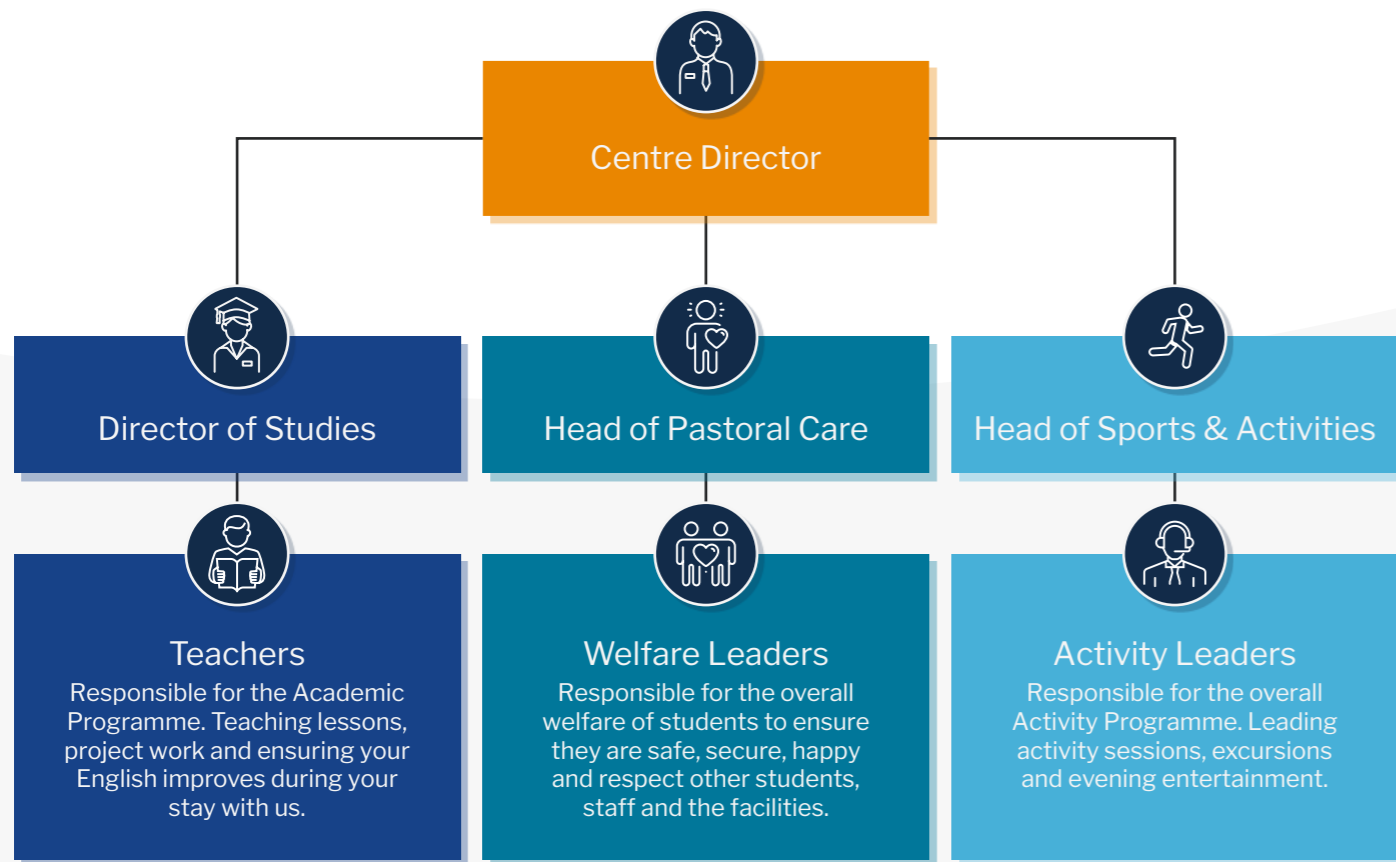 Centre Director
Director of Studies
Head of Pastoral Care
Head of Sports & Activities
Teachers
Responsible for the Academic
Programme. Teaching lessons,
project work and ensuring your
English improves during your
stay with us.
Welfare Leaders
Responsible for the overall
welfare of students to ensure
they are safe, secure, happy
and respect other students,
staff and the facilities.
Activity Leaders
Responsible for the overall
Activity Programme. Leading
activity sessions, excursions
and evening entertainment.